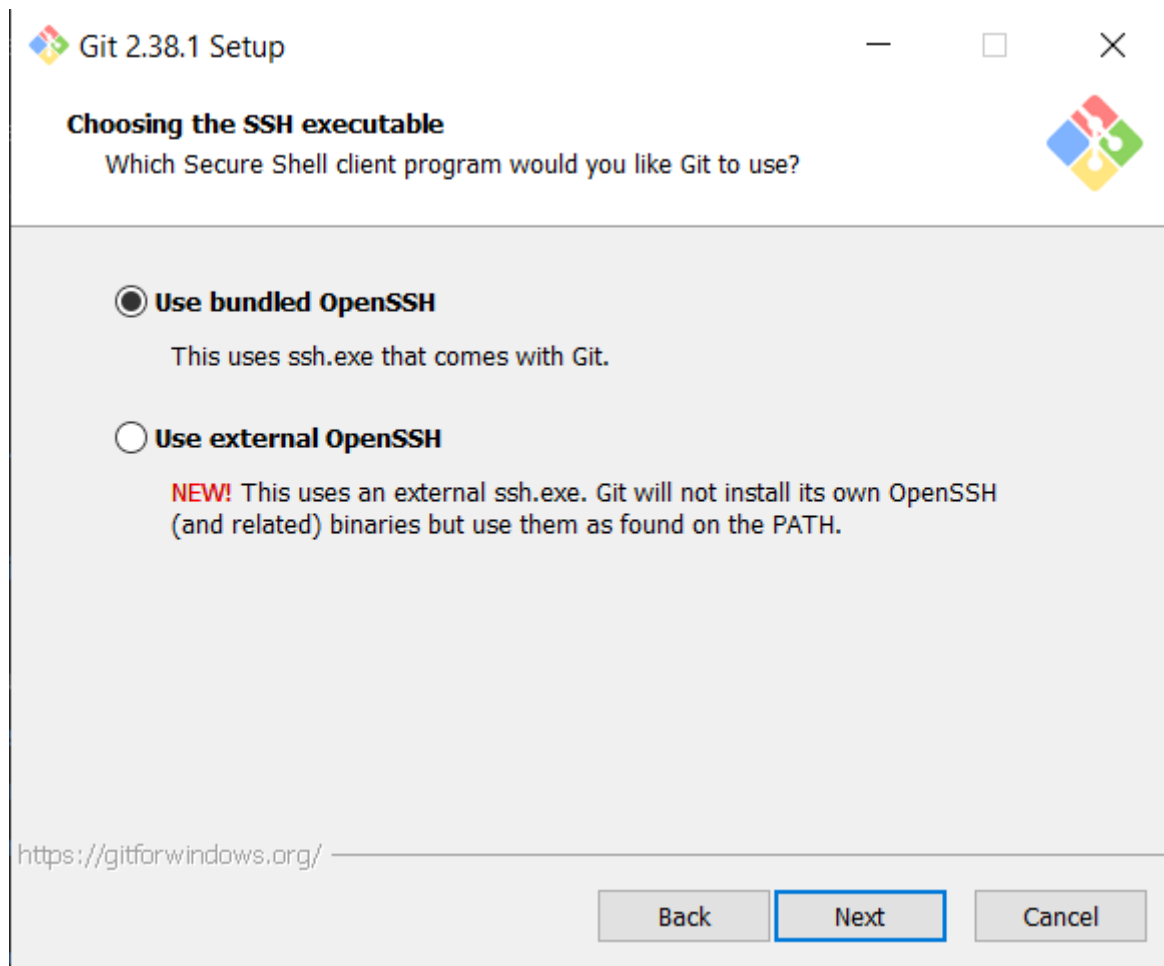 Git 2.38.1 Setup
Choosing the SSH executable
Which Secure Shell client program would you like Git to use?
Use bundled OpenSSH
This uses ssh.exe that comes with Git.
Use external OpenSSH
NEW! This uses an external ssh.exe. Git will not install its own OpenSSH
(and related) binaries but use them as found on the PATH.
https://gitforwindows.org/
Back Next Cancel